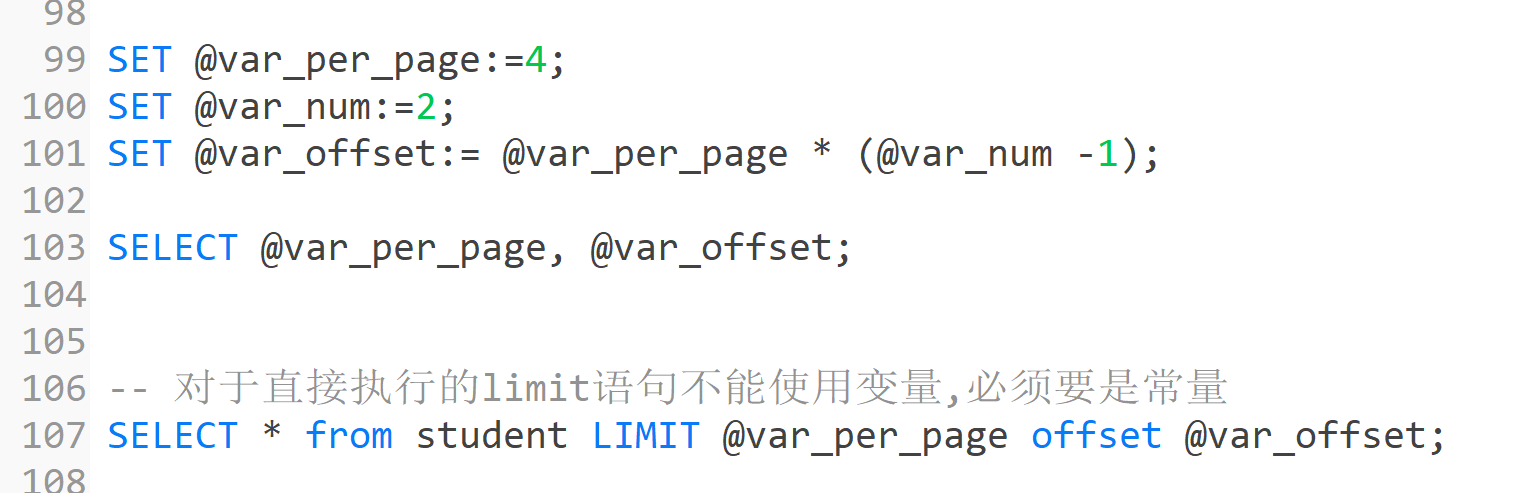 98
99 SET @var_per_page:=4;
100 SET @var_num:=2;
101 SET @var_offset:= @var_per_page * (@var_num -1);
102
103 SELECT @var_per_page, @var_offset;
104
105
106 -- 对于直接执行的limit语句不能使用变量,必须要是常量
107 SELECT * from student LIMIT @var_per_page offset @var_offset;
108